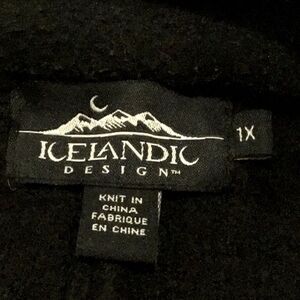 ICELANDIC
DESIGN™
1X
KNIT IN
CHINA
FABRIQUE
EN CHINE